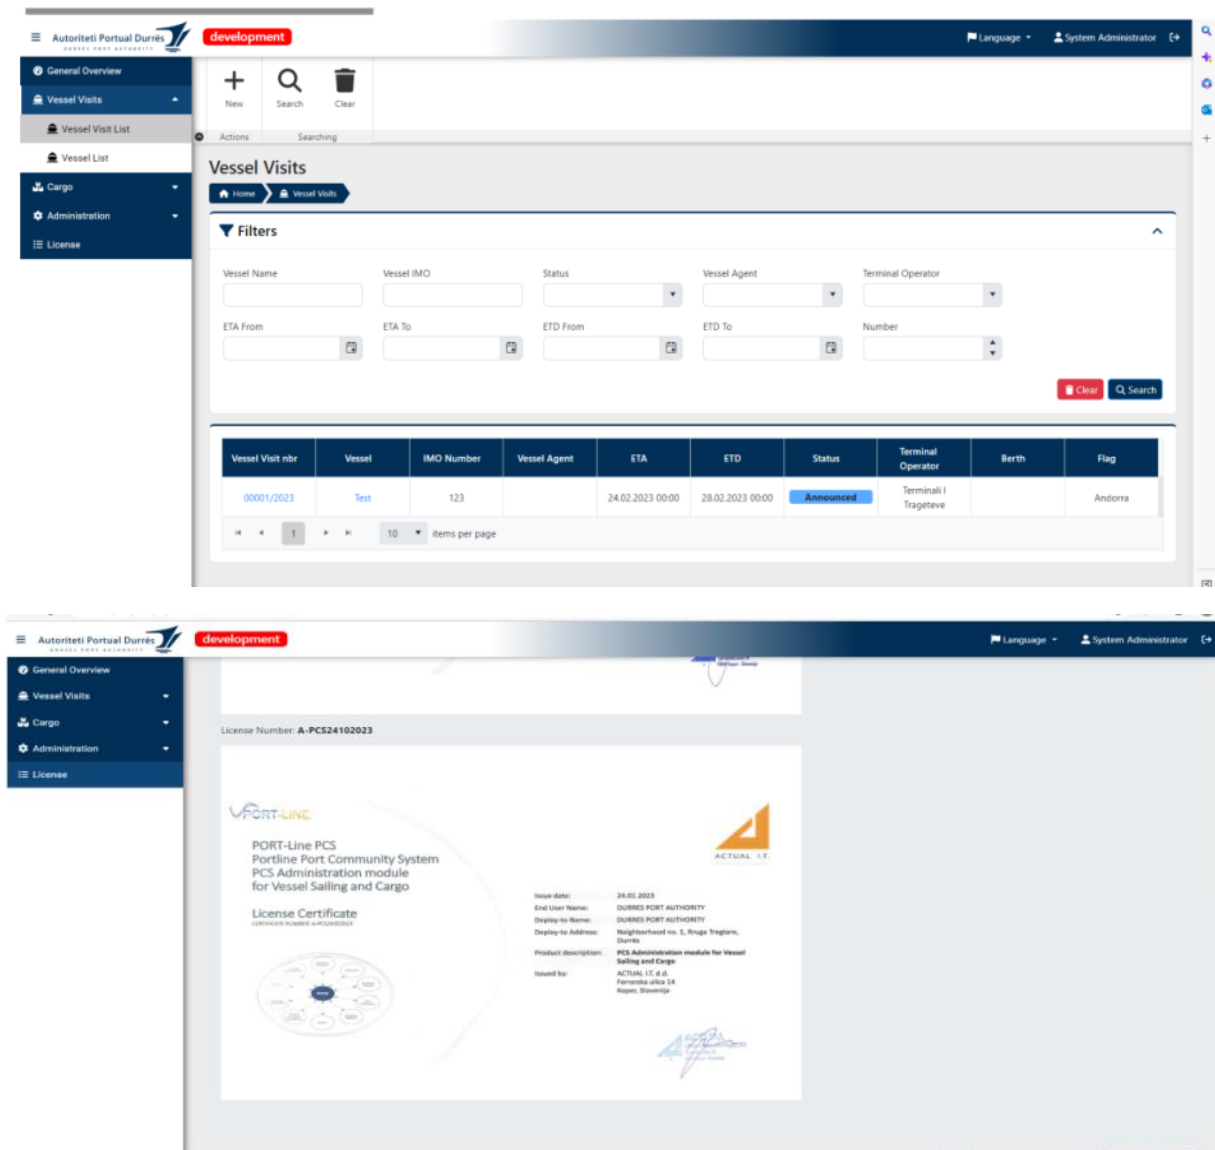 Autoriteti Portual Durrës
DURRËS PORT AUTHORITY
development
Language
System Administrator
General Overview
Vessel Visits
Vessel Visit List
Vessel List
Cargo
Administration
License
New
Search
Clear
Actions
Searching
Vessel Visits
Home
Vessel Visits
Filters
Vessel Name
Vessel IMO
Status
Vessel Agent
Terminal Operator
ETA From
ETA To
ETD From
ETD To
Number
Clear
Search
Vessel Visit nbr Vessel IMO Number Vessel Agent ETA ETD Status Terminal Operator Berth Flag
00001/2023 Test 123 24.02.2023 00:00 28.02.2023 00:00 Announced Terminali I Trageteve Andorra
1 10 items per page
Autoriteti Portual Durrës
DURRËS PORT AUTHORITY
development
Language
System Administrator
General Overview
Vessel Visits
Cargo
Administration
License
License Number: A-PCS24102023
PORT-LINE
ACTUAL I.T.
PORT-Line PCS
Portline Port Community System
PCS Administration module
for Vessel Sailing and Cargo
License Certificate
Issue date: 24.01.2023
End User Name: DURRES PORT AUTHORITY
Deploy-to Name: DURRES PORT AUTHORITY
Deploy-to Address: Neighborhood no. 1, Rruga Tregtare,
Durrës
Product description: PCS Administration module for Vessel
Sailing and Cargo
Issued by: ACTUAL I.T. d.d.
Ferrarska ulica 14
Koper, Slovenija
ACTUAL